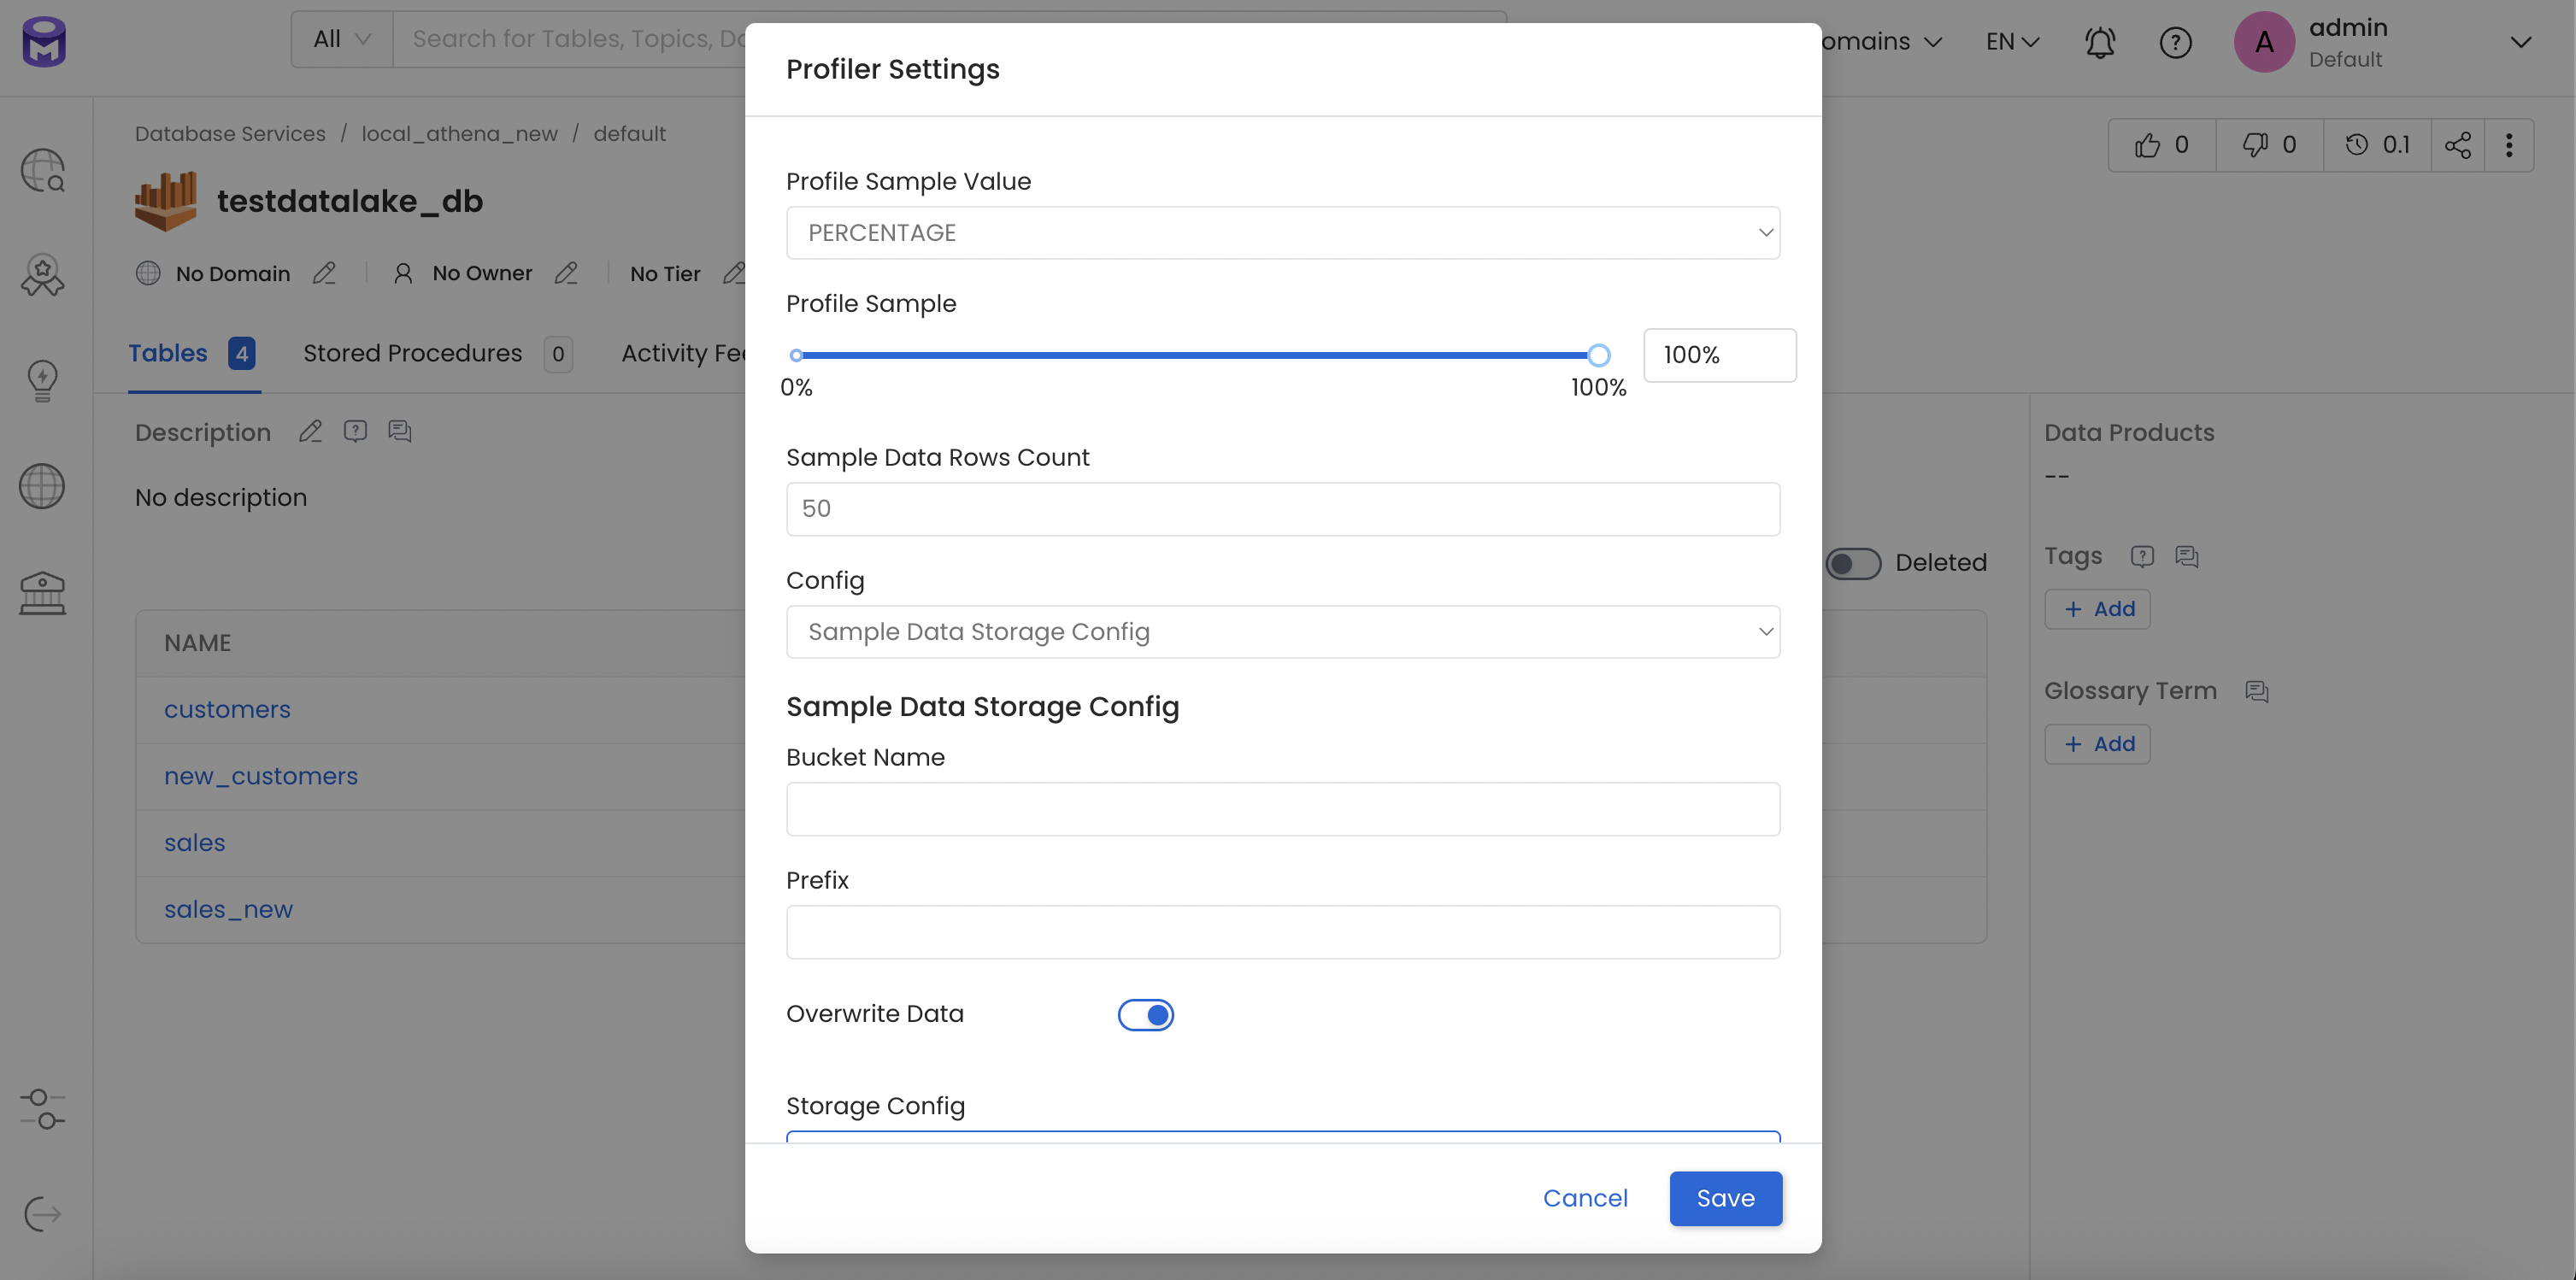 All
Search for Tables, Topics, Da
omains
EN
A
admin
Default
Database Services / local_athena_new / default
testdatalake_db
No Domain
No Owner
No Tier
0
0
0.1
Tables 4
Stored Procedures 0
Activity Fee
Description
No description
Deleted
NAME
customers
new_customers
sales
sales_new
Data Products
--
Tags
+ Add
Glossary Term
+ Add
Profiler Settings
Profile Sample Value
PERCENTAGE
Profile Sample
100%
0%
100%
Sample Data Rows Count
50
Config
Sample Data Storage Config
Sample Data Storage Config
Bucket Name
Prefix
Overwrite Data
Storage Config
Cancel
Save